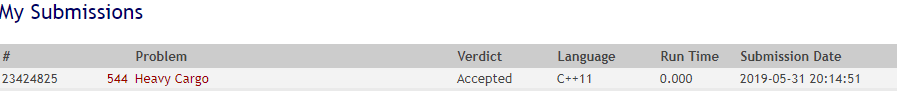 My Submissions
# Problem Verdict Language Run Time Submission Date
23424825 544 Heavy Cargo Accepted C++11 0.000 2019-05-31 20:14:51